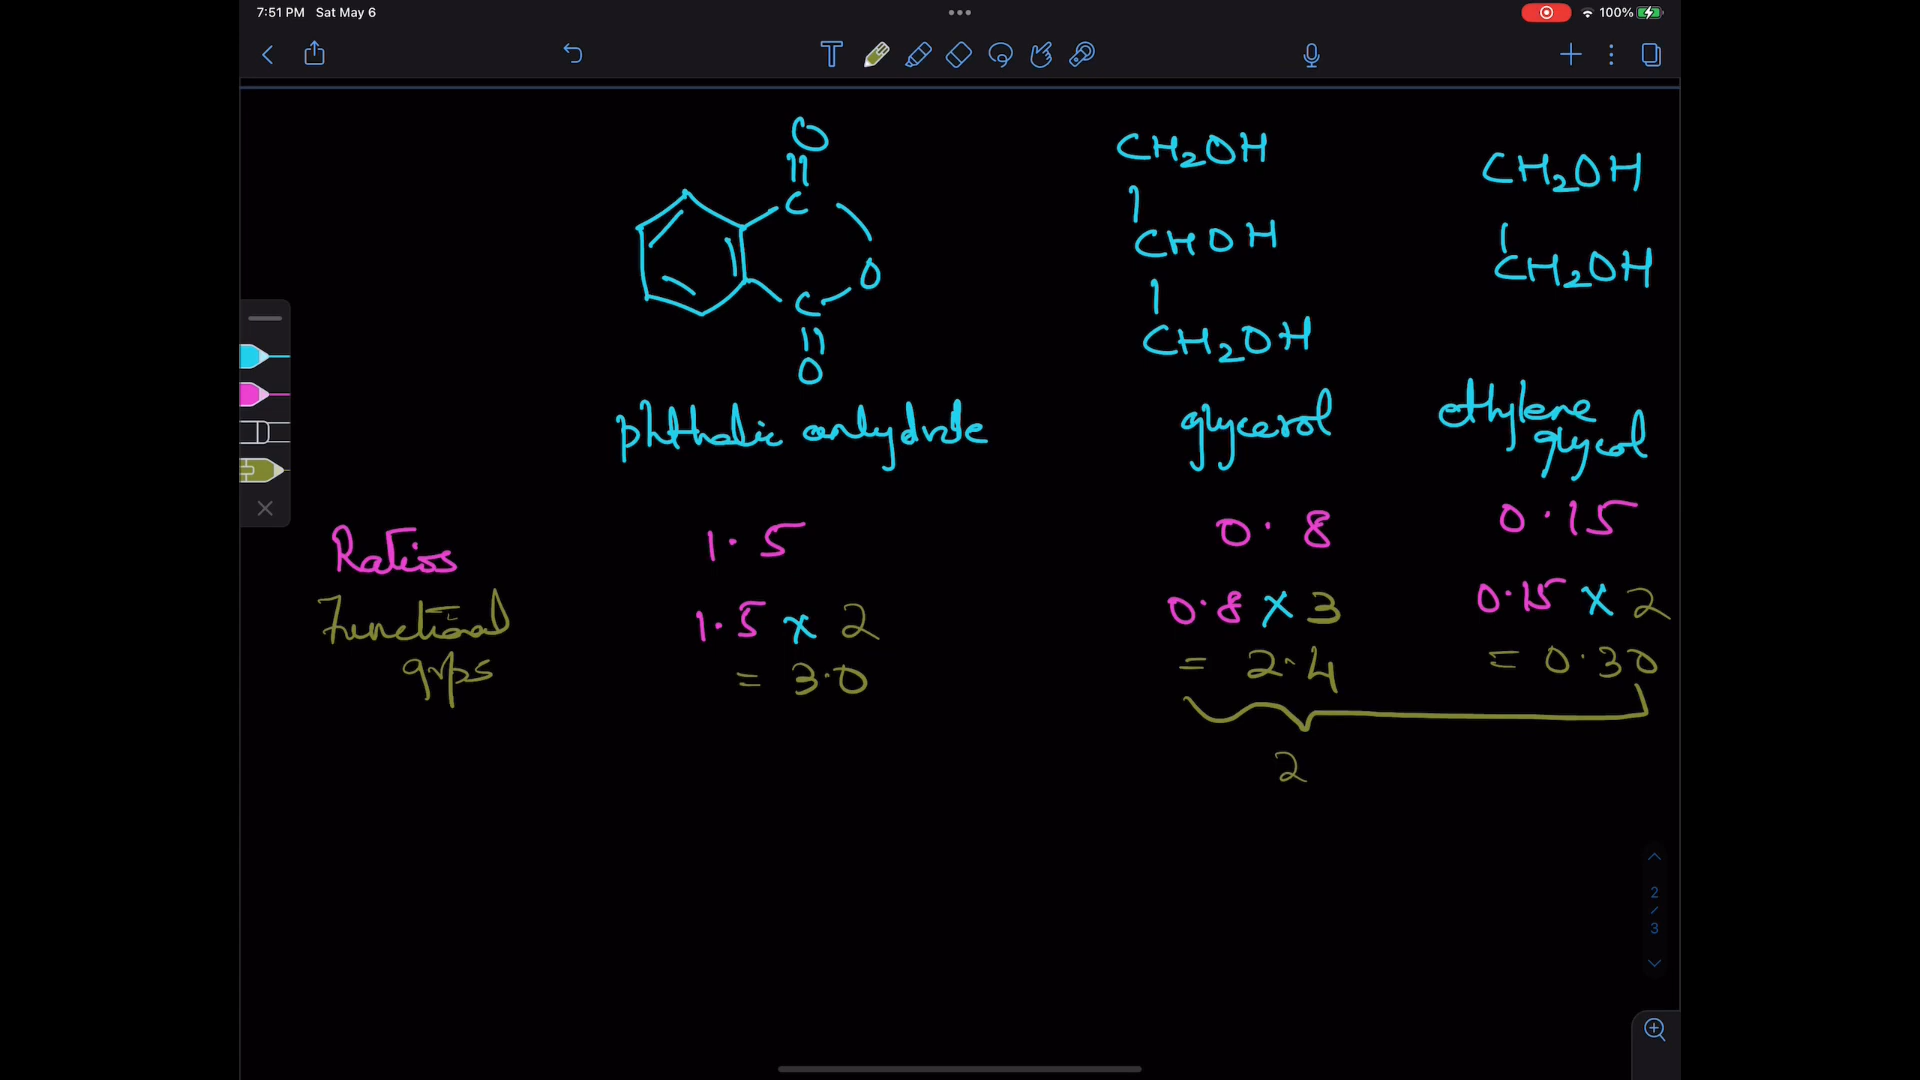 7:51 PM Sat May 6
100%
T
O
C
O
C
O
CH2OH
CHOH
CH2OH
CH2OH
CH2OH
phthalic anhydride glycerol ethylene glycol
Ratios 1.5 0.8 0.15
Functional grps 1.5 x 2 0.8 x 3 0.15 x 2
= 3.0 = 2.4 = 0.30
2
2
/
3